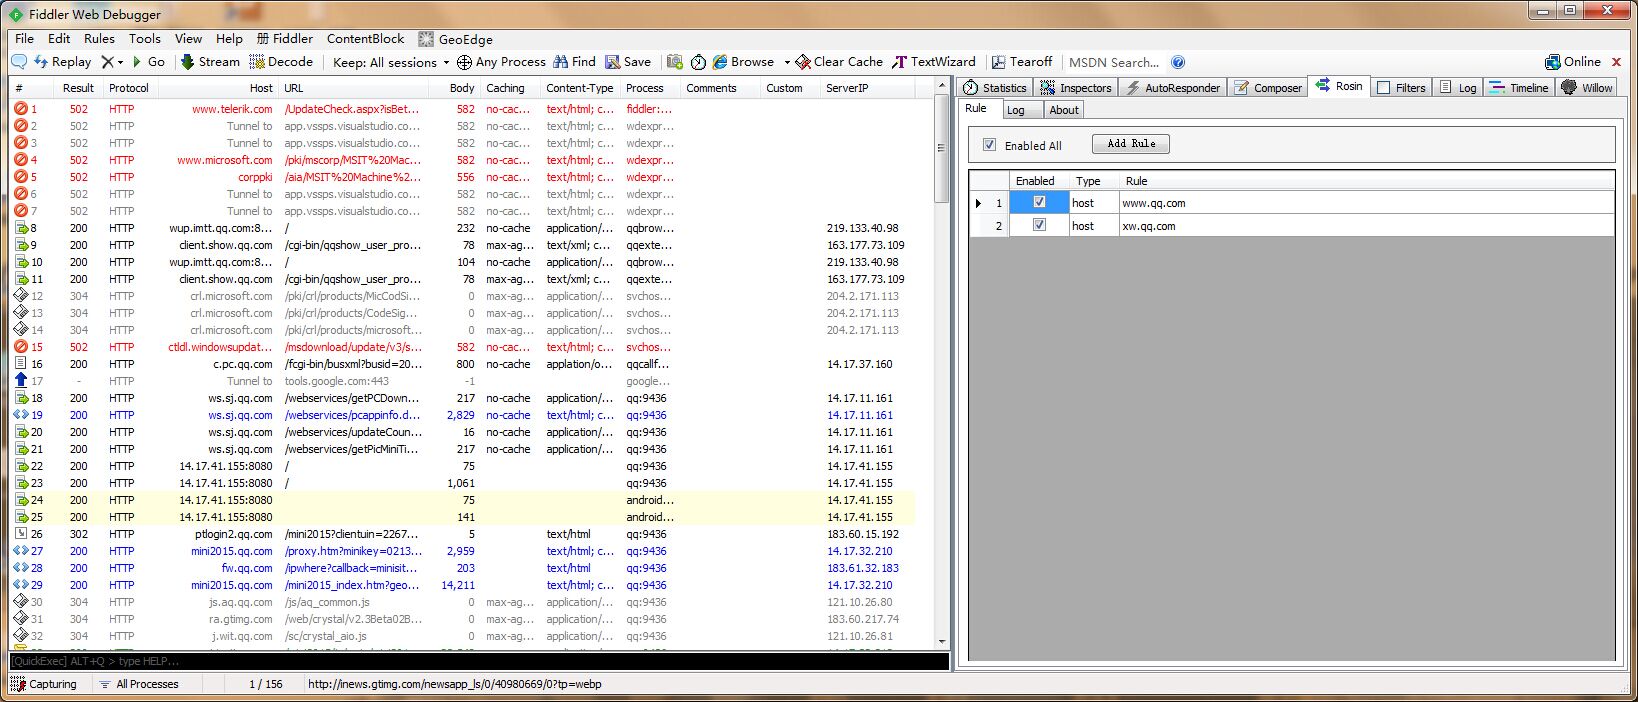 Fiddler Web Debugger
File Edit Rules Tools View Help 册 Fiddler ContentBlock GeoEdge
Replay Go Stream Decode Keep: All sessions Any Process Find Save Browse Clear Cache TextWizard Tearoff MSDN Search... Online
# Result Protocol Host URL Body Caching Content-Type Process Comments Custom ServerIP
1 502 HTTP www.telerik.com /UpdateCheck.aspx?isBet... 582 no-cac... text/html; c... fiddler:...
2 502 HTTP Tunnel to app.vssps.visualstudio.co... 582 no-cac... text/html; c... wdexpr...
3 502 HTTP Tunnel to app.vssps.visualstudio.co... 582 no-cac... text/html; c... wdexpr...
4 502 HTTP www.microsoft.com /pki/mscorp/MSIT%20Mac... 582 no-cac... text/html; c... wdexpr...
5 502 HTTP corppki /aia/MSIT%20Machine%2... 556 no-cac... text/html; c... wdexpr...
6 502 HTTP Tunnel to app.vssps.visualstudio.co... 582 no-cac... text/html; c... wdexpr...
7 502 HTTP Tunnel to app.vssps.visualstudio.co... 582 no-cac... text/html; c... wdexpr...
8 200 HTTP wup.imtt.qq.com:8... / 232 no-cache application/... qqbrow... 219.133.40.98
9 200 HTTP client.show.qq.com /cgi-bin/qqshow_user_pro... 78 max-ag... text/xml; c... qqexte... 163.177.73.109
10 200 HTTP wup.imtt.qq.com:8... / 104 no-cache application/... qqbrow... 219.133.40.98
11 200 HTTP client.show.qq.com /cgi-bin/qqshow_user_pro... 78 max-ag... text/xml; c... qqexte... 163.177.73.109
12 304 HTTP crl.microsoft.com /pki/crl/products/MicCodSi... 0 max-ag... application/... svchos... 204.2.171.113
13 304 HTTP crl.microsoft.com /pki/crl/products/CodeSig... 0 max-ag... application/... svchos... 204.2.171.113
14 304 HTTP crl.microsoft.com /pki/crl/products/microsoft... 0 max-ag... application/... svchos... 204.2.171.113
15 502 HTTP ctldl.windowsupdat... /msdownload/update/v3/s... 582 no-cac... text/html; c... svchos...
16 200 HTTP c.pc.qq.com /fcgi-bin/busxml?busid=20... 800 no-cache applation/o... qqcallf... 14.17.37.160
17 - HTTP Tunnel to tools.google.com:443 -1 google...
18 200 HTTP ws.sj.qq.com /webservices/getPCDown... 217 no-cache application/... qq:9436 14.17.11.161
19 200 HTTP ws.sj.qq.com /webservices/pcappinfo.d... 2,829 no-cache text/html; c... qq:9436 14.17.11.161
20 200 HTTP ws.sj.qq.com /webservices/updateCoun... 16 no-cache application/... qq:9436 14.17.11.161
21 200 HTTP ws.sj.qq.com /webservices/getPicMiniTi... 217 no-cache application/... qq:9436 14.17.11.161
22 200 HTTP 14.17.41.155:8080 / 75 qq:9436 14.17.41.155
23 200 HTTP 14.17.41.155:8080 / 1,061 qq:9436 14.17.41.155
24 200 HTTP 14.17.41.155:8080 75 android... 14.17.41.155
25 200 HTTP 14.17.41.155:8080 141 android... 14.17.41.155
26 302 HTTP ptlogin2.qq.com /mini2015?clientuin=2267... 5 text/html qq:9436 183.60.15.192
27 200 HTTP mini2015.qq.com /proxy.htm?minikey=0213... 2,959 text/html; c... qq:9436 14.17.32.210
28 200 HTTP fw.qq.com /ipwhere?callback=minisit... 203 text/html qq:9436 183.61.32.183
29 200 HTTP mini2015.qq.com /mini2015_index.htm?geo... 14,211 text/html; c... qq:9436 14.17.32.210
30 304 HTTP js.aq.qq.com /js/aq_common.js 0 max-ag... application/... qq:9436 121.10.26.80
31 304 HTTP ra.gtimg.com /web/crystal/v2.3Beta02B... 0 max-ag... application/... qq:9436 183.60.217.74
32 304 HTTP j.wit.qq.com /sc/crystal_aio.js 0 max-ag... application/... qq:9436 121.10.26.81
[QuickExec] ALT+Q > type HELP...
Capturing All Processes 1 / 156 http://inews.gtimg.com/newsapp_ls/0/40980669/0?tp=webp
Statistics Inspectors AutoResponder Composer Rosin Filters Log Timeline Willow
Rule Log About
Enabled All Add Rule
Enabled Type Rule
1 host www.qq.com
2 host xw.qq.com